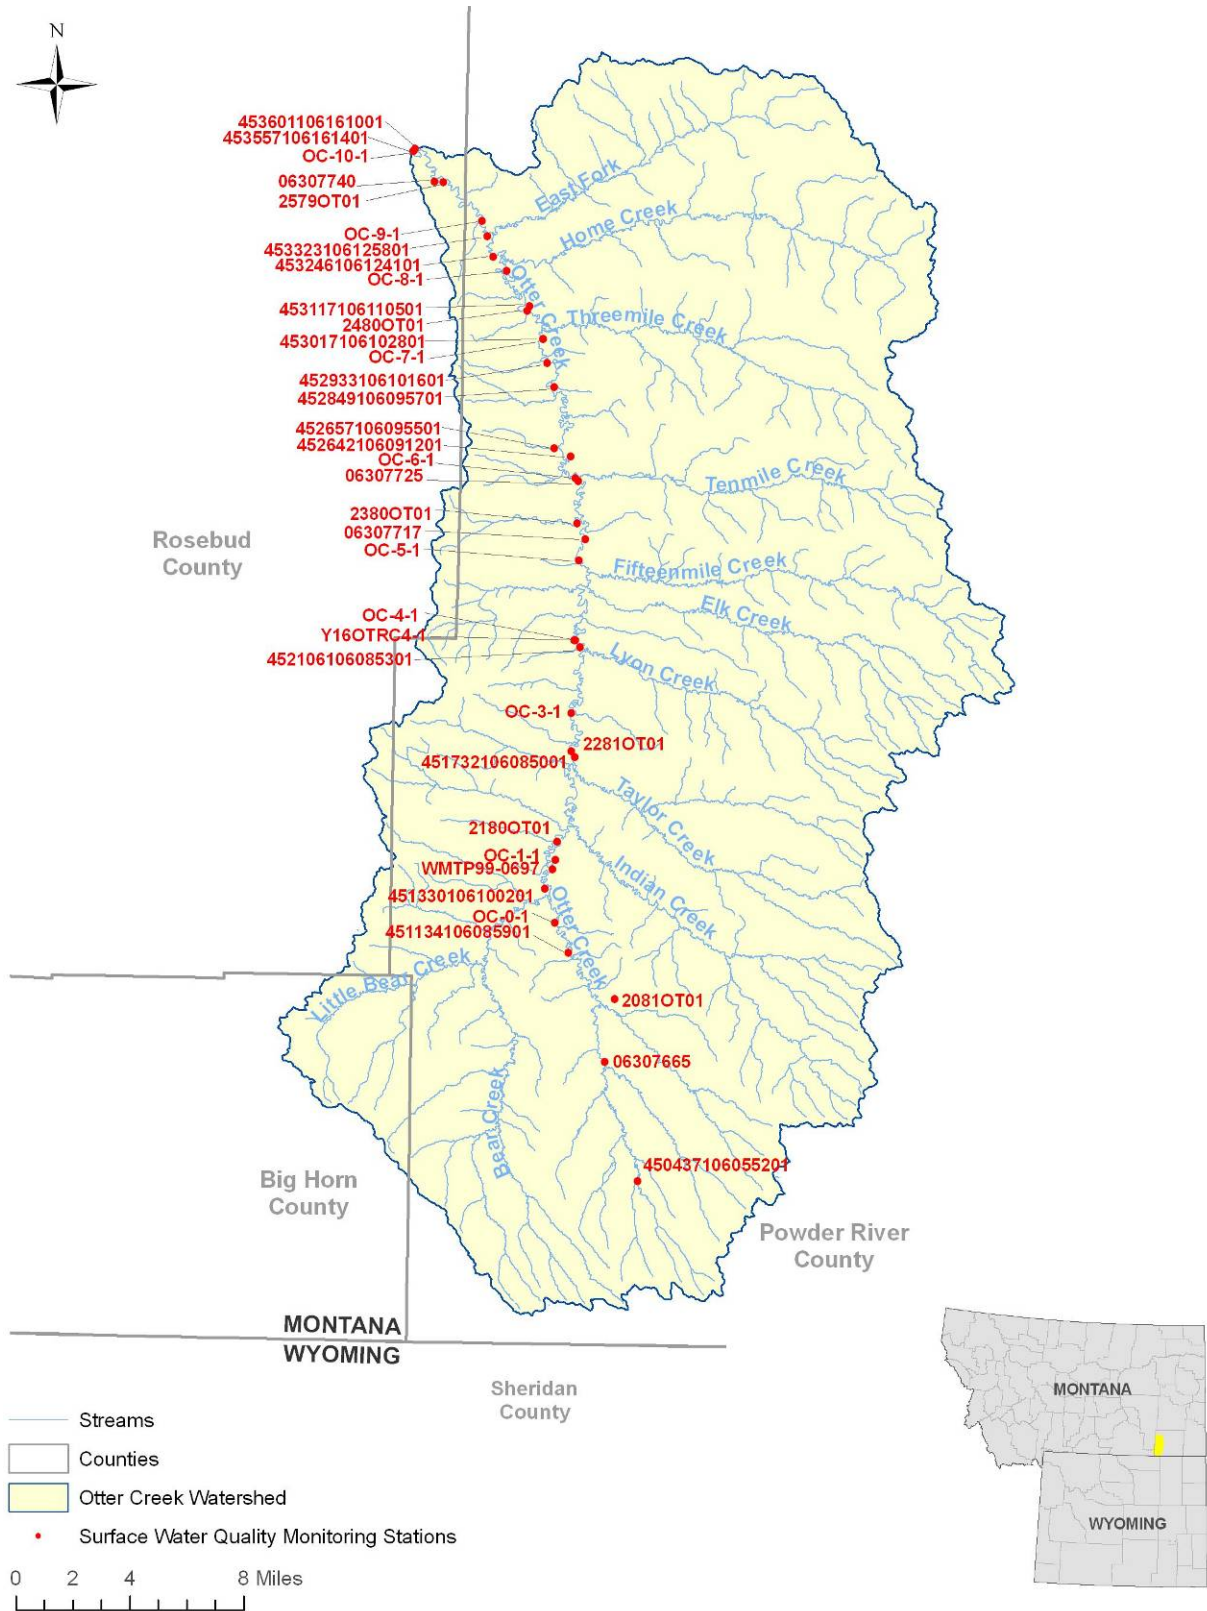 N
453601106161001
453557106161401
OC-10-1
06307740
2579OT01
East Fork
Home Creek
OC-9-1
453323106125801
453246106124101
OC-8-1
Otter Creek
453117106110501
2480OT01
Threemile Creek
453017106102801
OC-7-1
452933106101601
452849106095701
452657106095501
452642106091201
OC-6-1
06307725
Tenmile Creek
2380OT01
06307717
OC-5-1
Rosebud
County
Fifteenmile Creek
Elk Creek
OC-4-1
Y16OTRC4-1
452106106085301
Lyon Creek
OC-3-1
2281OT01
451732106085001
Taylor Creek
2180OT01
OC-1-1
WMTP99-0697
Indian Creek
451330106100201
Otter Creek
OC-0-1
451134106085901
Little Bear Creek
2081OT01
06307665
Bear Creek
450437106055201
Big Horn
County
Powder River
County
MONTANA
WYOMING
Sheridan
County
Streams
Counties
Otter Creek Watershed
Surface Water Quality Monitoring Stations
0 2 4 8 Miles
MONTANA
WYOMING